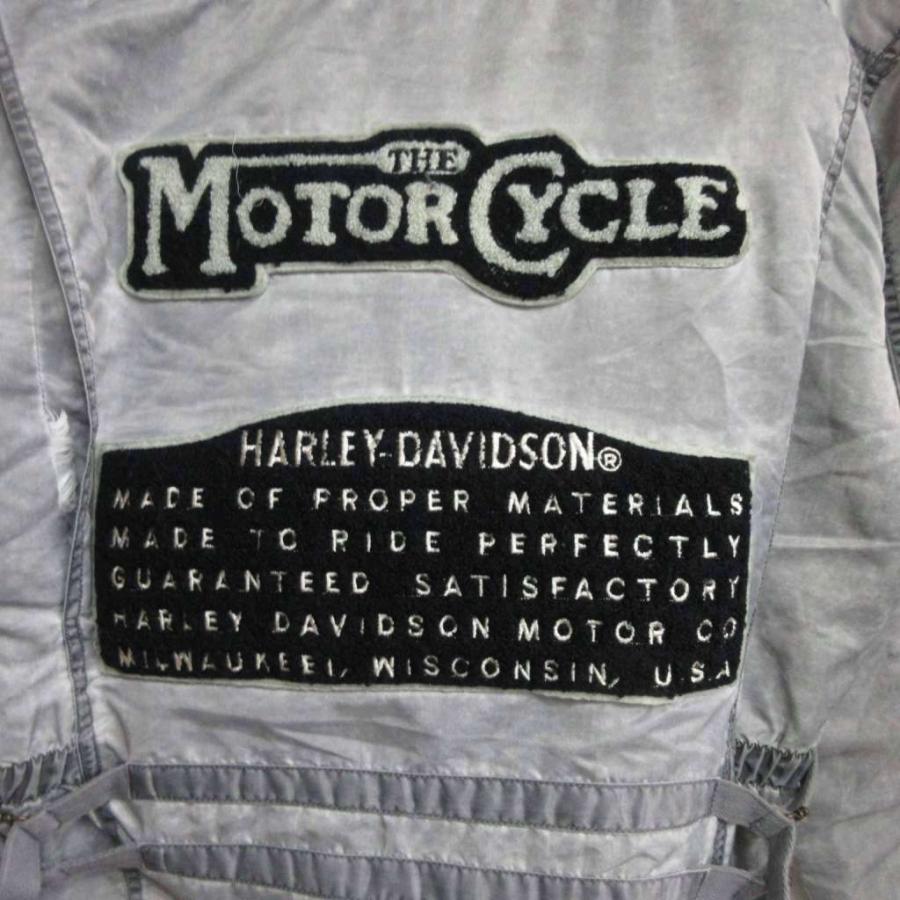 THE
MOTOR CYCLE
HARLEY-DAVIDSON®
MADE OF PROPER MATERIALS
MADE TO RIDE PERFECTLY
GUARANTEED SATISFACTORY
HARLEY DAVIDSON MOTOR CO
MILWAUKEEI, WISCONSIN, U.S.A